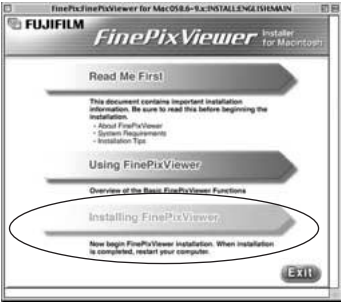 FinePix:FinePixViewer for MacOS8.6-9.x:INSTALL:ENGLISH:MAIN
FUJIFILM
FinePixViewer Installer for Macintosh
Read Me First
This document contains important installation
information. Be sure to read this before beginning the
installation.
- About FinePixViewer
- System Requirements
- Installation Tips
Using FinePixViewer
Overview of the Basic FinePixViewer Functions
Installing FinePixViewer
Now begin FinePixViewer installation. When installation
is completed, restart your computer.
Exit